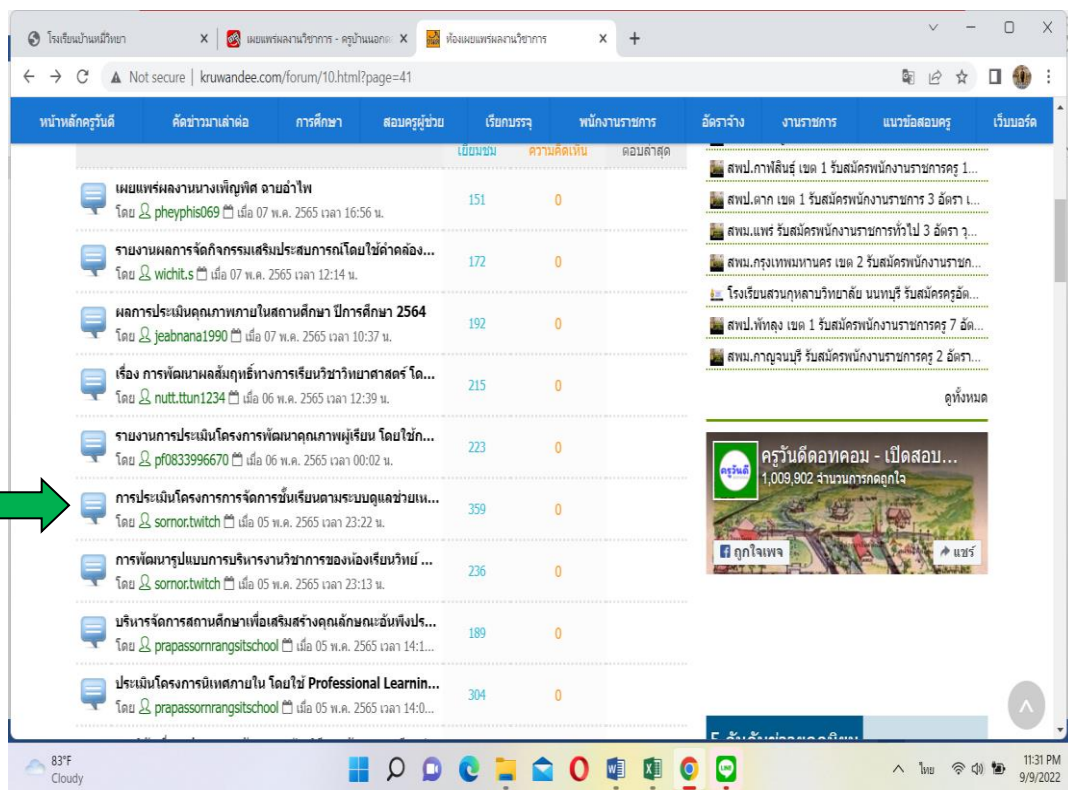 โรงเรียนบ้านหมี่วิทยา
เผยแพร่ผลงานวิชาการ - ครูบ้านนอก
ห้องเผยแพร่ผลงานวิชาการ
Not secure | kruwandee.com/forum/10.html?page=41
หน้าหลักครูวันดี คัดข่าวมาเล่าต่อ การศึกษา สอบครูผู้ช่วย เรียกบรรจุ พนักงานราชการ อัตราจ้าง งานราชการ แนวข้อสอบครู เว็บบอร์ด
เยี่ยมชม ความคิดเห็น ตอบล่าสุด
เผยแพร่ผลงานนางเพ็ญพิศ ฉายอำไพ
โดย pheyphis069 เมื่อ 07 พ.ค. 2565 เวลา 16:56 น.
151 0
รายงานผลการจัดกิจกรรมเสริมประสบการณ์โดยใช้คำคล้อง...
โดย wichit.s เมื่อ 07 พ.ค. 2565 เวลา 12:14 น.
172 0
ผลการประเมินคุณภาพภายในสถานศึกษา ปีการศึกษา 2564
โดย jeabnana1990 เมื่อ 07 พ.ค. 2565 เวลา 10:37 น.
192 0
เรื่อง การพัฒนาผลสัมฤทธิ์ทางการเรียนวิชาวิทยาศาสตร์ โด...
โดย nutt.ttun1234 เมื่อ 06 พ.ค. 2565 เวลา 12:39 น.
215 0
รายงานการประเมินโครงการพัฒนาคุณภาพผู้เรียน โดยใช้ก...
โดย pf0833996670 เมื่อ 06 พ.ค. 2565 เวลา 00:02 น.
223 0
การประเมินโครงการการจัดการชั้นเรียนตามระบบดูแลช่วยเห...
โดย sornor.twitch เมื่อ 05 พ.ค. 2565 เวลา 23:22 น.
359 0
การพัฒนารูปแบบการบริหารงานวิชาการของห้องเรียนวิทย์ ...
โดย sornor.twitch เมื่อ 05 พ.ค. 2565 เวลา 23:13 น.
236 0
บริหารจัดการสถานศึกษาเพื่อเสริมสร้างคุณลักษณะอันพึงปร...
โดย prapassornrangsitschool เมื่อ 05 พ.ค. 2565 เวลา 14:1...
189 0
ประเมินโครงการนิเทศภายใน โดยใช้ Professional Learnin...
โดย prapassornrangsitschool เมื่อ 05 พ.ค. 2565 เวลา 14:0...
304 0
สพป.กาฬสินธุ์ เขต 1 รับสมัครพนักงานราชการครู 1...
สพป.ตาก เขต 1 รับสมัครพนักงานราชการ 3 อัตรา เ...
สพม.แพร่ รับสมัครพนักงานราชการทั่วไป 3 อัตรา วุ...
สพม.กรุงเทพมหานคร เขต 2 รับสมัครพนักงานราชก...
โรงเรียนสวนกุหลาบวิทยาลัย นนทบุรี รับสมัครครูอัต...
สพป.พัทลุง เขต 1 รับสมัครพนักงานราชการครู 7 อัต...
สพม.กาญจนบุรี รับสมัครพนักงานราชการครู 2 อัตรา...
ดูทั้งหมด
ครูวันดี
ครูวันดีดอทคอม - เปิดสอบ...
1,009,902 จำนวนการกดถูกใจ
ถูกใจเพจ แชร์
83°F
Cloudy
LINE
ไทย
11:31 PM
9/9/2022